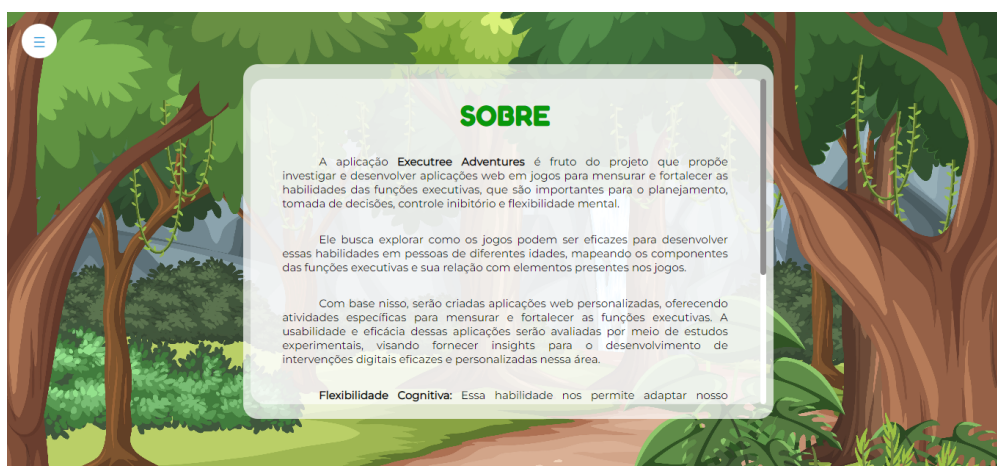 SOBRE
A aplicação Executree Adventures é fruto do projeto que propõe
investigar e desenvolver aplicações web em jogos para mensurar e fortalecer as
habilidades das funções executivas, que são importantes para o planejamento,
tomada de decisões, controle inibitório e flexibilidade mental.
Ele busca explorar como os jogos podem ser eficazes para desenvolver
essas habilidades em pessoas de diferentes idades, mapeando os componentes
das funções executivas e sua relação com elementos presentes nos jogos.
Com base nisso, serão criadas aplicações web personalizadas, oferecendo
atividades específicas para mensurar e fortalecer as funções executivas. A
usabilidade e eficácia dessas aplicações serão avaliadas por meio de estudos
experimentais, visando fornecer insights para o desenvolvimento de
intervenções digitais eficazes e personalizadas nessa área.
Flexibilidade Cognitiva: Essa habilidade nos permite adaptar nosso